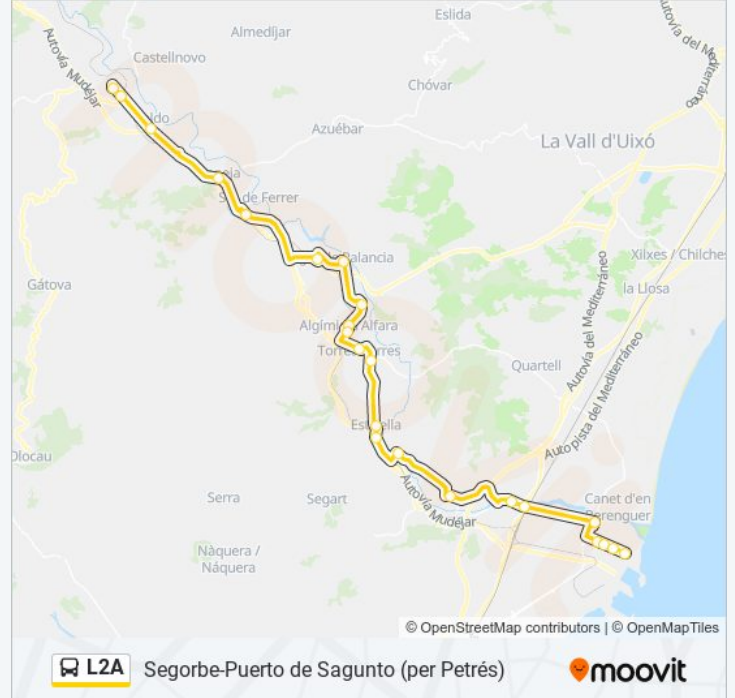 Eslida
Almedíjar
Autovía del Mediterráneo
Castellnovo
Autovía Mudéjar
Chóvar
Azuébar
La Vall d'Uixó
Soneja
Sot de Ferrer
Xilxes / Chilches
Palancia
Gátova
la Llosa
Autovía del Mediterráneo
Algímia Alfara
Torres Torres
Quartell
Autopista del Mediterráneo
Estivella
Olocau
Serra
Segart
Autovía Mudéjar
Canet d'en
Berenguer
Nàquera /
Náquera
© OpenStreetMap contributors | © OpenMapTiles
L2A Segorbe-Puerto de Sagunto (per Petrés)
moovit